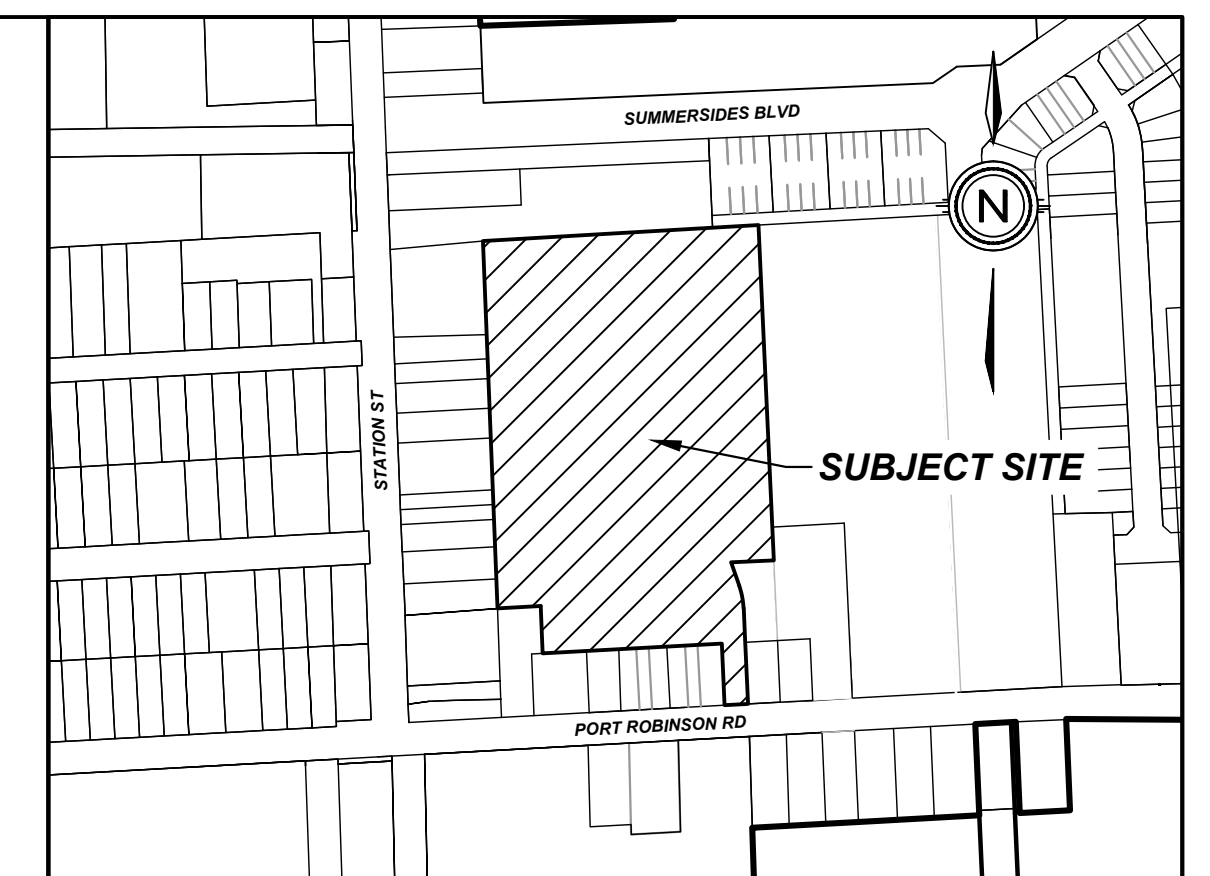 SUMMERSIDES BLVD
N
STATION ST
SUBJECT SITE
PORT ROBINSON RD